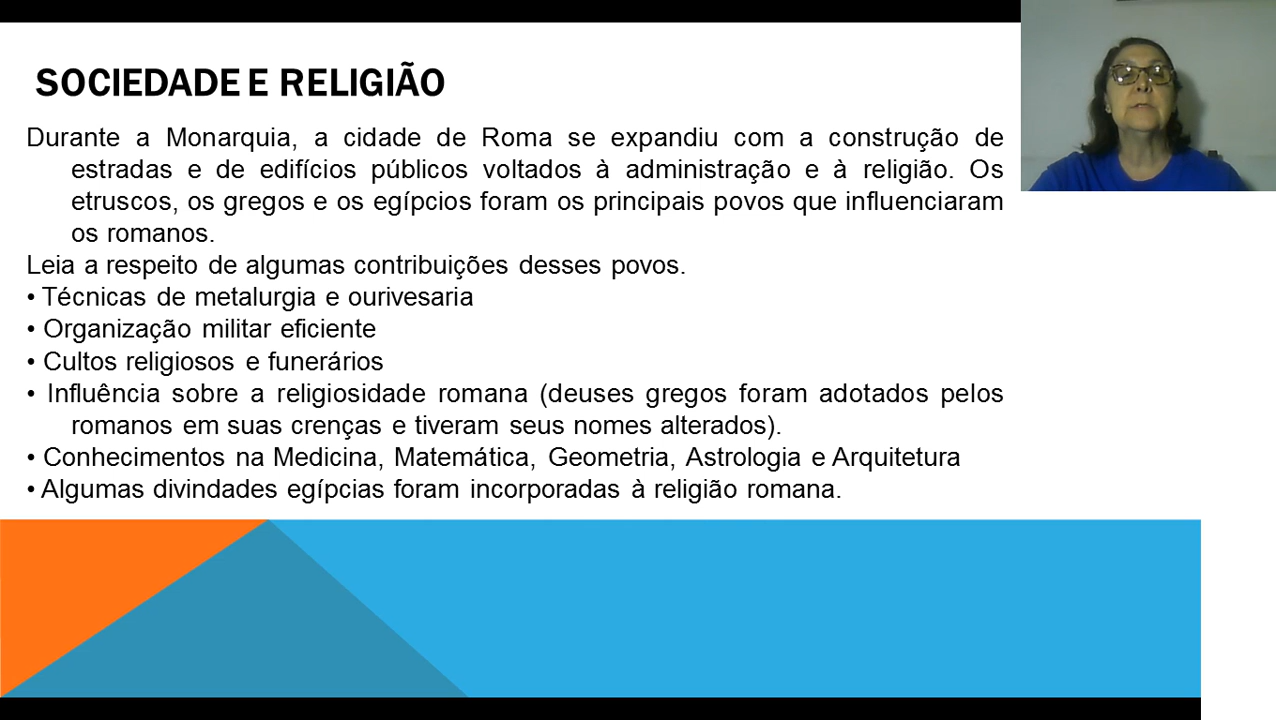 SOCIEDADE E RELIGIÃO
Durante a Monarquia, a cidade de Roma se expandiu com a construção de
estradas e de edifícios públicos voltados à administração e à religião. Os
etruscos, os gregos e os egípcios foram os principais povos que influenciaram
os romanos.
Leia a respeito de algumas contribuições desses povos.
• Técnicas de metalurgia e ourivesaria
• Organização militar eficiente
• Cultos religiosos e funerários
• Influência sobre a religiosidade romana (deuses gregos foram adotados pelos
romanos em suas crenças e tiveram seus nomes alterados).
• Conhecimentos na Medicina, Matemática, Geometria, Astrologia e Arquitetura
• Algumas divindades egípcias foram incorporadas à religião romana.